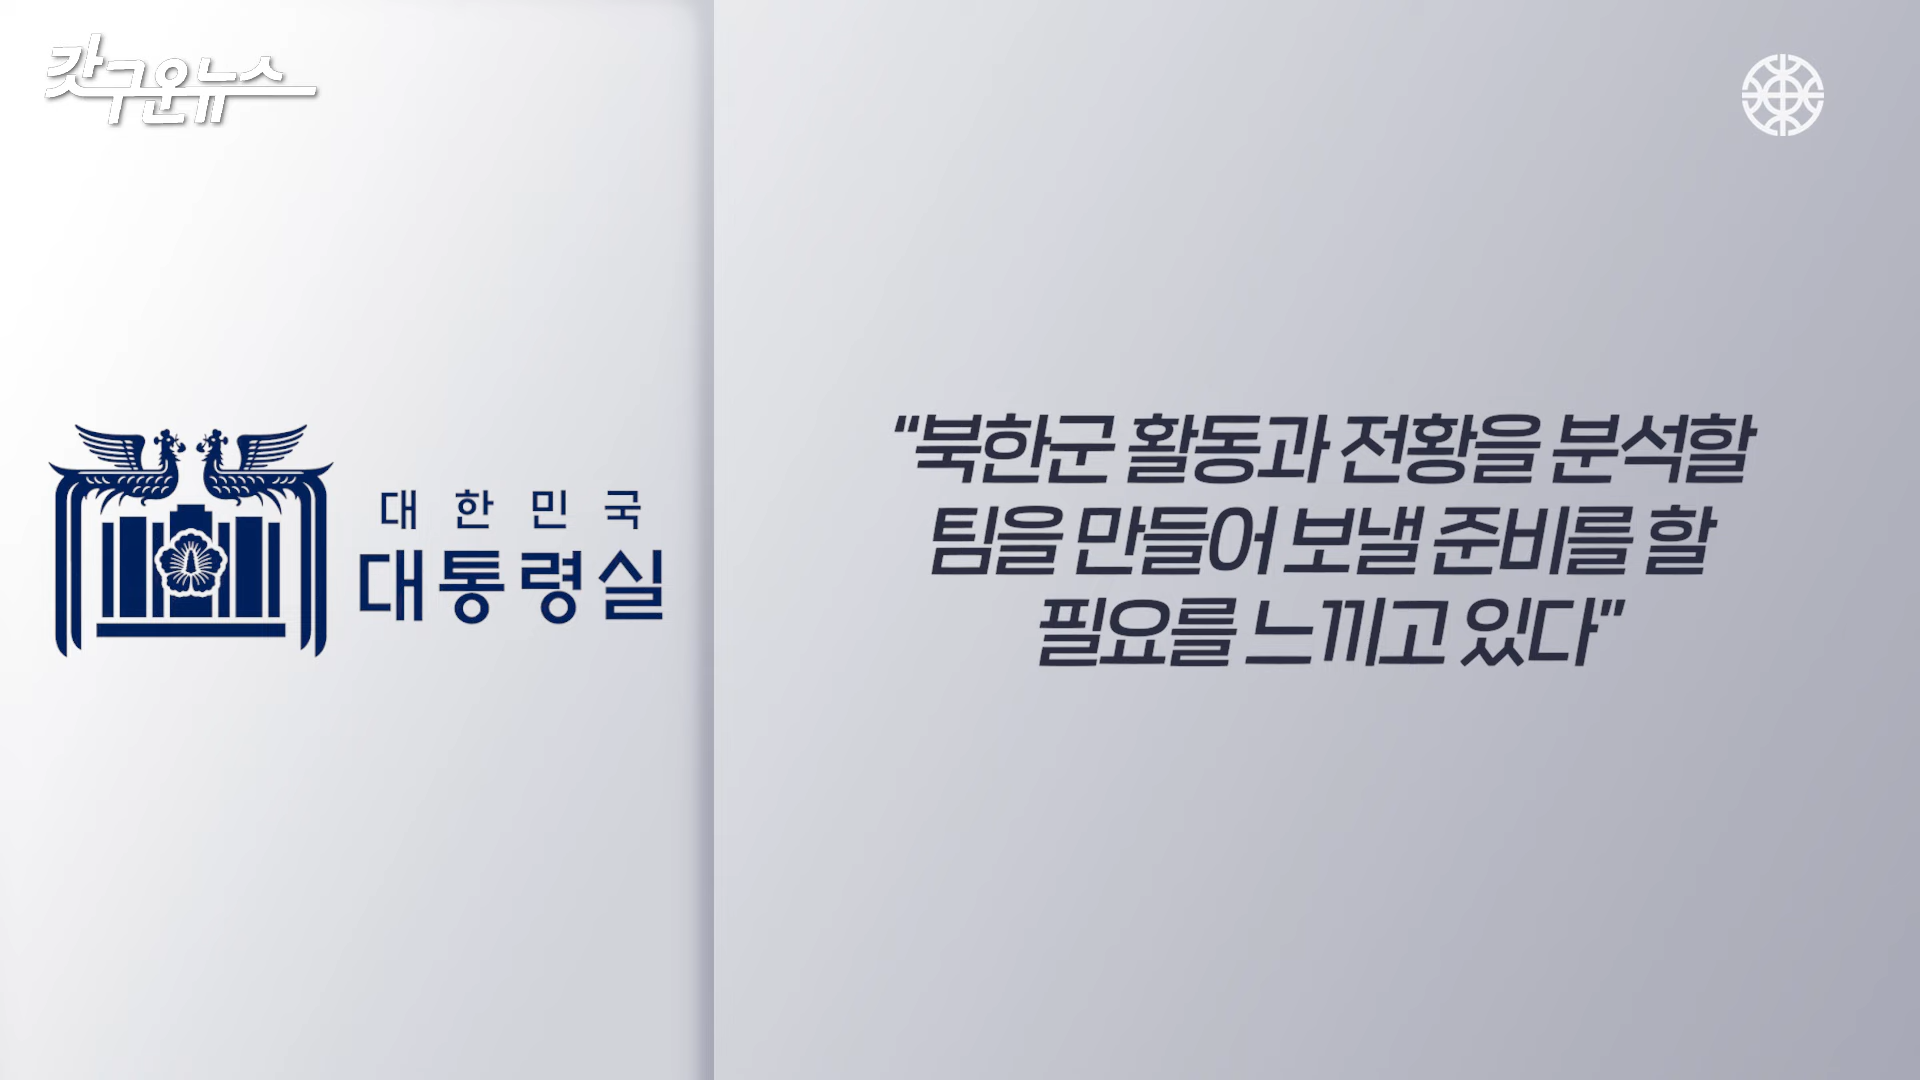 갓구운뉴스
대한민국
대통령실
“북한군 활동과 전황을 분석할
팀을 만들어 보낼 준비를 할
필요를 느끼고 있다”